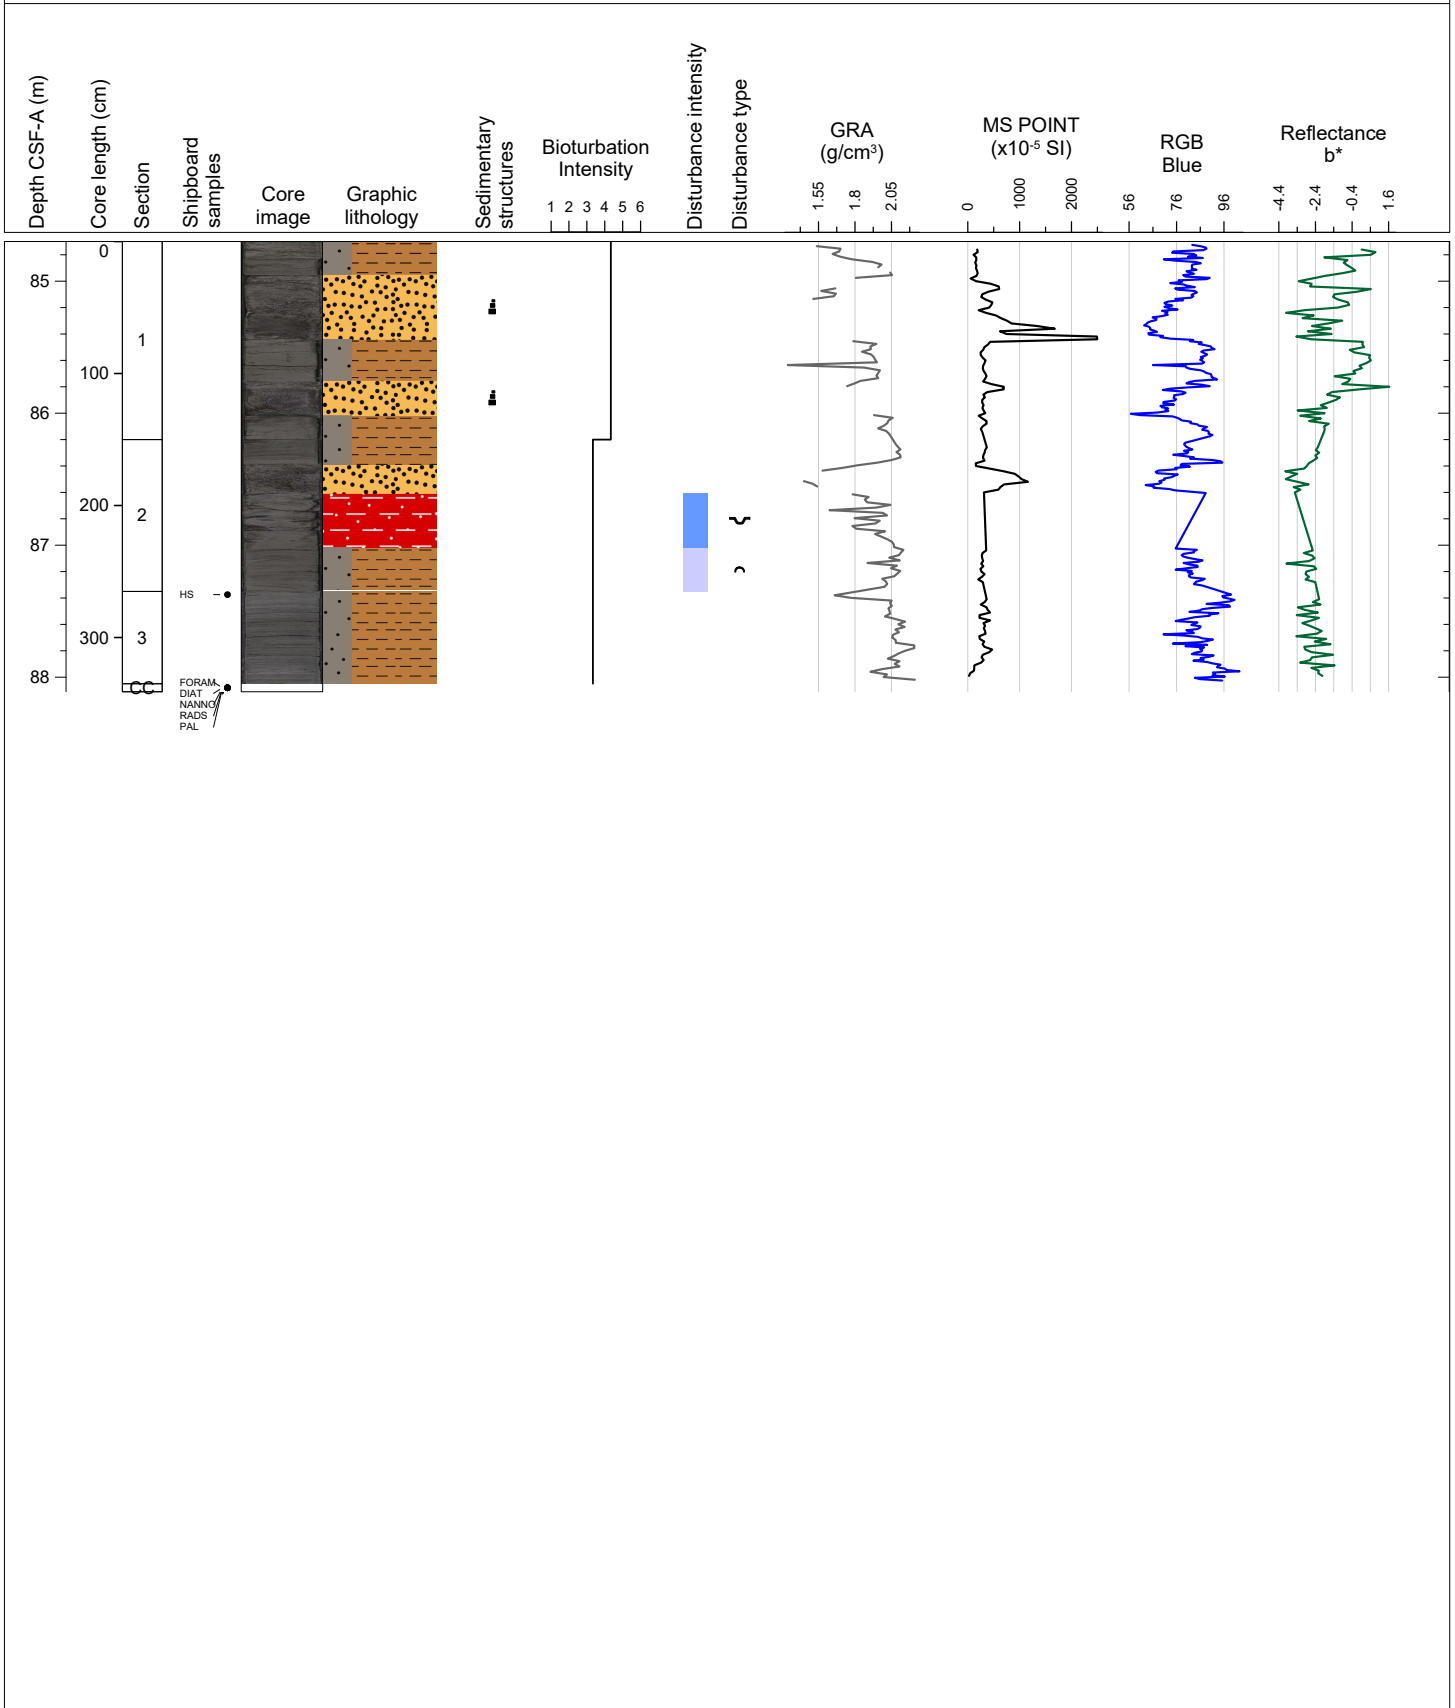 Depth CSF-A (m)
Core length (cm)
Section
Shipboard
samples
Core
image
Graphic
lithology
Sedimentary
structures
Bioturbation
Intensity
1 2 3 4 5 6
Disturbance intensity
Disturbance type
GRA
(g/cm³)
1.55 1.8 2.05
MS POINT
(x10⁻⁵ SI)
0 1000 2000
RGB
Blue
56 76 96
Reflectance
b*
-4.4 -2.4 -0.4 1.6
0
85
1
100
86
200
2
87
HS
300
3
88
CC
FORAM
DIAT
NANNO
RADS
PAL